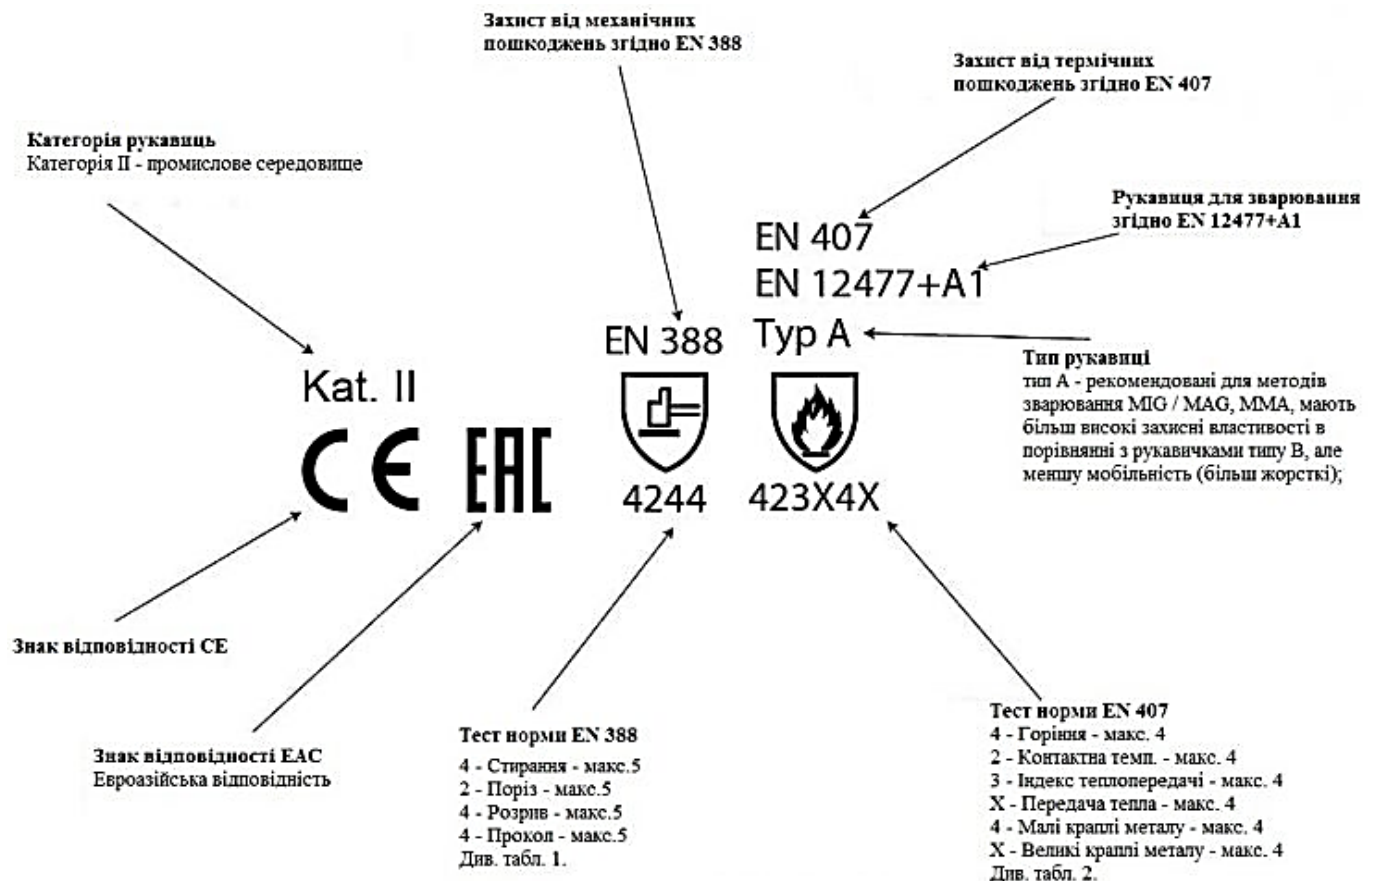 Захист від механічних
пошкоджень згідно EN 388
Захист від термічних
пошкоджень згідно EN 407
Категорія рукавиць
Категорія II - промислове середовище
Рукавиця для зварювання
згідно EN 12477+A1
EN 407
EN 12477+A1
EN 388
Typ A
Kat. II
Тип рукавиці
тип А - рекомендовані для методів
зварювання MIG / MAG, MMA, мають
більш високі захисні властивості в
порівнянні з рукавичками типу В, але
меншу мобільність (більш жорсткі);
CE
EAC
4244
423X4X
Знак відповідності CE
Знак відповідності EAC
Евроазійська відповідність
Тест норми EN 388
4 - Стирання - макс.5
2 - Поріз - макс.5
4 - Розрив - макс.5
4 - Прокол - макс.5
Див. табл. 1.
Тест норми EN 407
4 - Горіння - макс. 4
2 - Контактна темп. - макс. 4
3 - Індекс теплопередачі - макс. 4
X - Передача тепла - макс. 4
4 - Малі краплі металу - макс. 4
X - Великі краплі металу - макс. 4
Див. табл. 2.